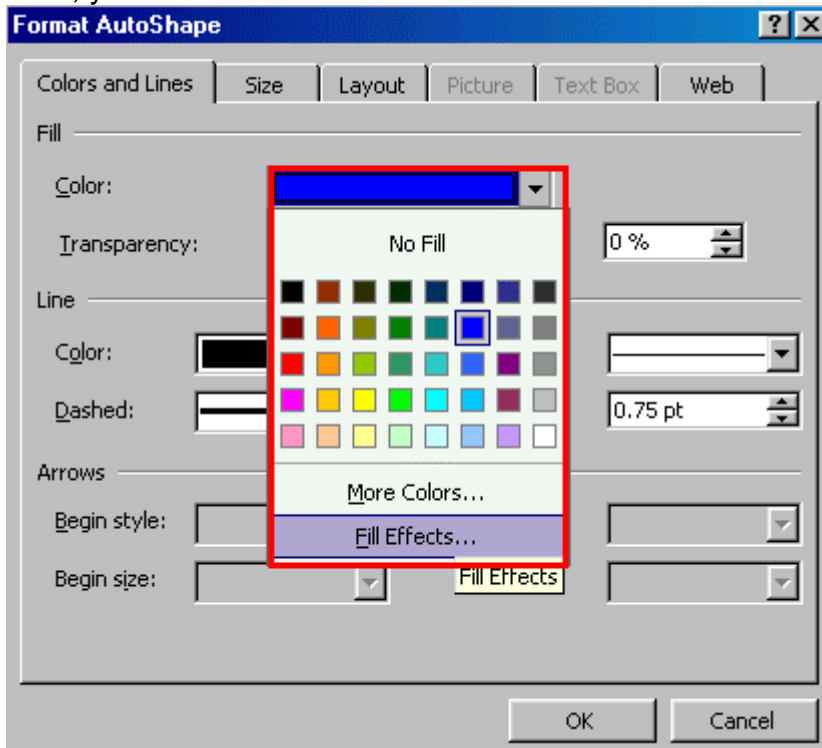 Format AutoShape
Colors and Lines Size Layout Picture Text Box Web
Fill
Color:
No Fill
Transparency: 0 %
Line
Color:
Dashed: 0.75 pt
More Colors...
Arrows
Begin style:
Fill Effects...
Begin size:
Fill Effects
OK Cancel